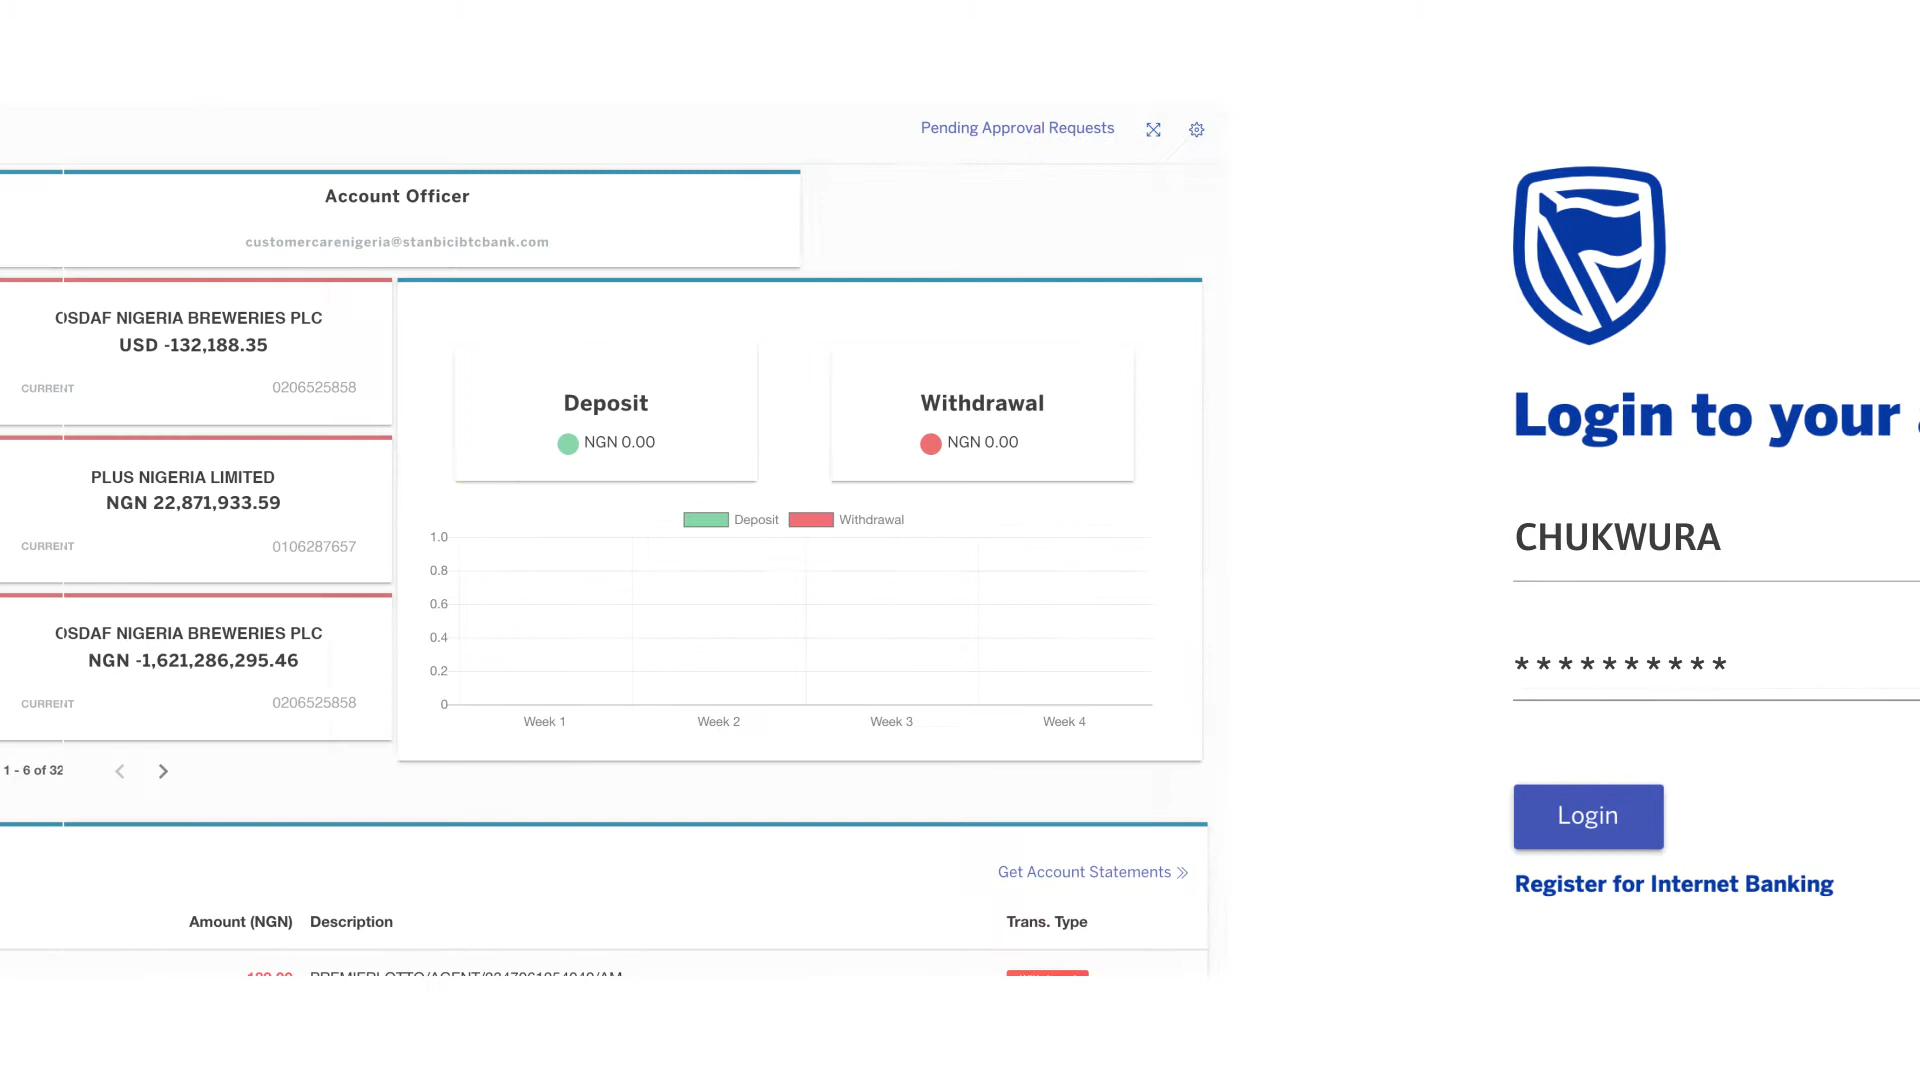 Pending Approval Requests
Account Officer
customercarenigeria@stanbicibtcbank.com
OSDAF NIGERIA BREWERIES PLC
USD -132,188.35
CURRENT 0206525858
PLUS NIGERIA LIMITED
NGN 22,871,933.59
CURRENT 0106287657
OSDAF NIGERIA BREWERIES PLC
NGN -1,621,286,295.46
CURRENT 0206525858
1 - 6 of 32
Deposit
NGN 0.00
Withdrawal
NGN 0.00
Deposit Withdrawal
1.0
0.8
0.6
0.4
0.2
0
Week 1 Week 2 Week 3 Week 4
Get Account Statements
Amount (NGN) Description Trans. Type
Login to your
CHUKWURA
**********
Login
Register for Internet Banking